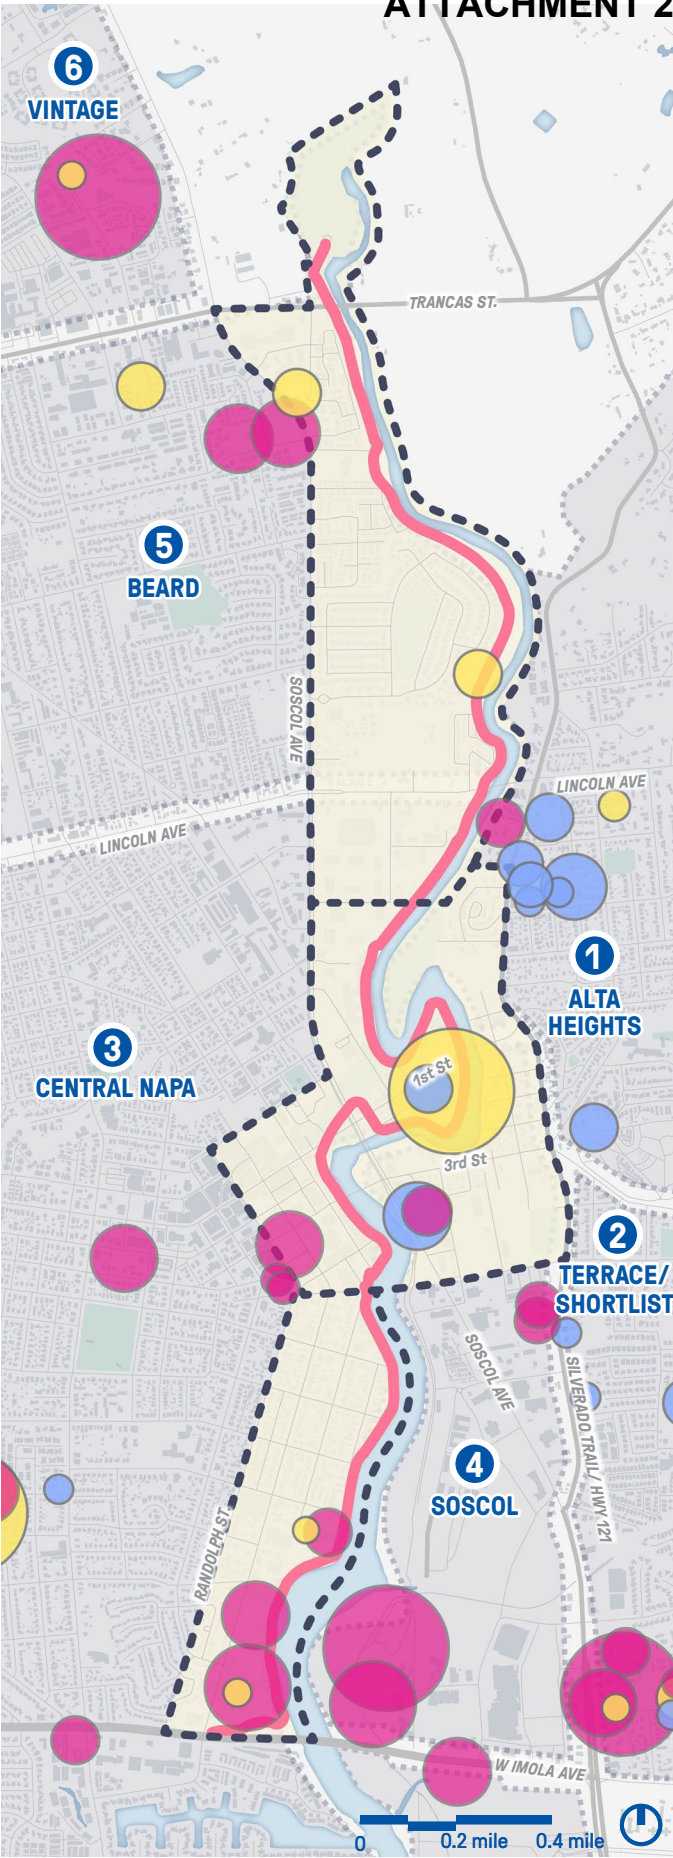 ATTACHMENT 2
6
VINTAGE
TRANCAS ST.
5
BEARD
SOSCOL AVE
LINCOLN AVE
LINCOLN AVE
1
ALTA
HEIGHTS
3
CENTRAL NAPA
1st St
3rd St
2
TERRACE/
SHORTLIST
SOSCOL AVE
SILVERADO TRAIL/ HWY 121
4
SOSCOL
RANDOLPH ST.
W IMOLA AVE
0 0.2 mile 0.4 mile